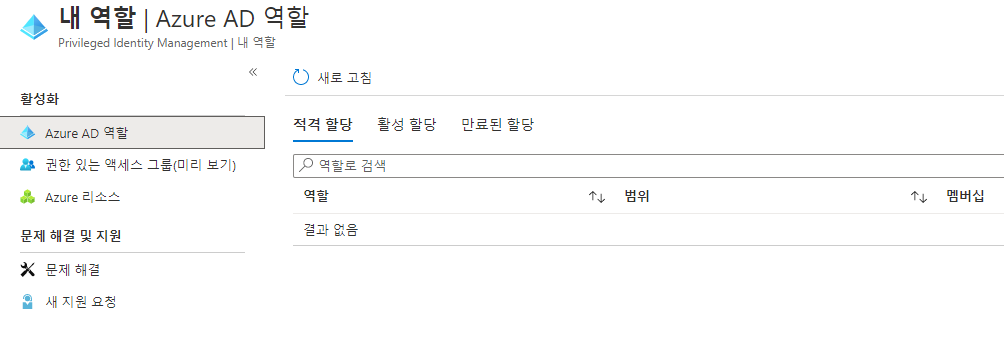 내 역할 | Azure AD 역할
Privileged Identity Management | 내 역할
«
활성화
Azure AD 역할
권한 있는 액세스 그룹(미리 보기)
Azure 리소스
문제 해결 및 지원
문제 해결
새 지원 요청
새로 고침
적격 할당 활성 할당 만료된 할당
역할로 검색
역할 ↑↓ 범위 ↑↓ 멤버십
결과 없음